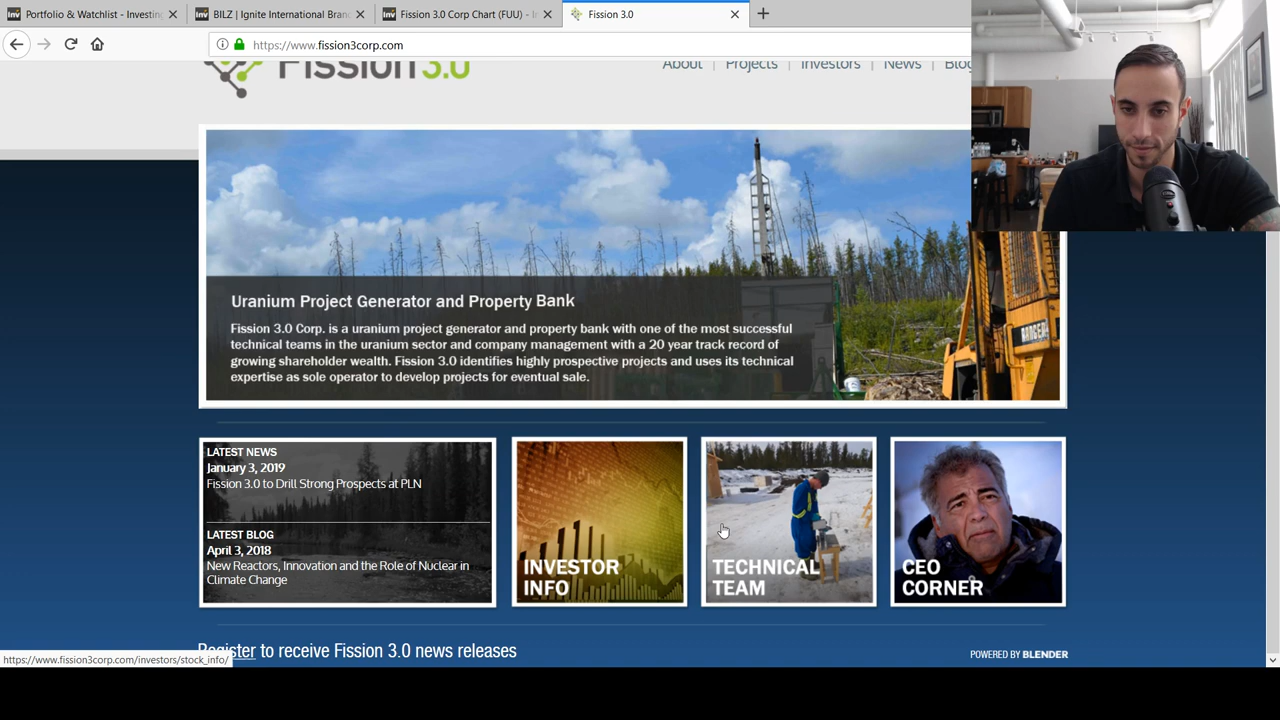 Portfolio & Watchlist - Investing
BILZ | Ignite International Bran
Fission 3.0 Corp Chart (FUU) - I
Fission 3.0
https://www.fission3corp.com
Fission 3.0
About | Projects | Investors | News | Blog
Uranium Project Generator and Property Bank
Fission 3.0 Corp. is a uranium project generator and property bank with one of the most successful
technical teams in the uranium sector and company management with a 20 year track record of
growing shareholder wealth. Fission 3.0 identifies highly prospective projects and uses its technical
expertise as sole operator to develop projects for eventual sale.
LATEST NEWS
January 3, 2019
Fission 3.0 to Drill Strong Prospects at PLN
LATEST BLOG
April 3, 2018
New Reactors, Innovation and the Role of Nuclear in
Climate Change
INVESTOR
INFO
TECHNICAL
TEAM
CEO
CORNER
Register to receive Fission 3.0 news releases
POWERED BY BLENDER
https://www.fission3corp.com/investors/stock_info/